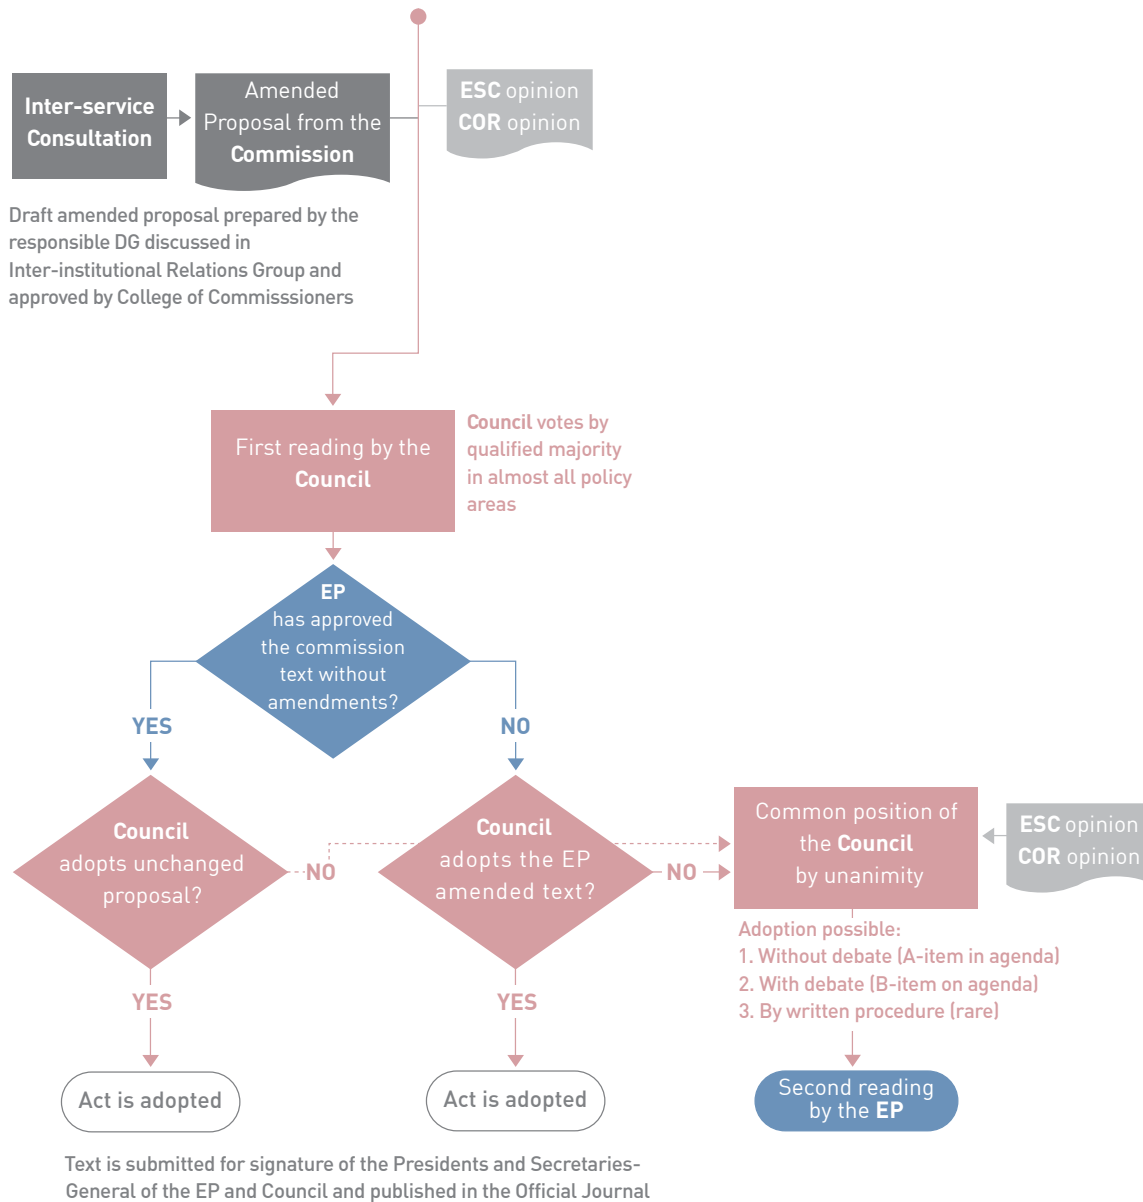 Inter-service
Consultation
Amended
Proposal from the
Commission
ESC opinion
COR opinion
Draft amended proposal prepared by the
responsible DG discussed in
Inter-institutional Relations Group and
approved by College of Commisssioners
First reading by the
Council
Council votes by
qualified majority
in almost all policy
areas
EP
has approved
the commission
text without
amendments?
YES
NO
Council
adopts unchanged
proposal?
NO
Council
adopts the EP
amended text?
NO
Common position of
the Council
by unanimity
ESC opinion
COR opinion
Adoption possible:
1. Without debate (A-item in agenda)
2. With debate (B-item on agenda)
3. By written procedure (rare)
YES
YES
Act is adopted
Act is adopted
Second reading
by the EP
Text is submitted for signature of the Presidents and Secretaries-
General of the EP and Council and published in the Official Journal